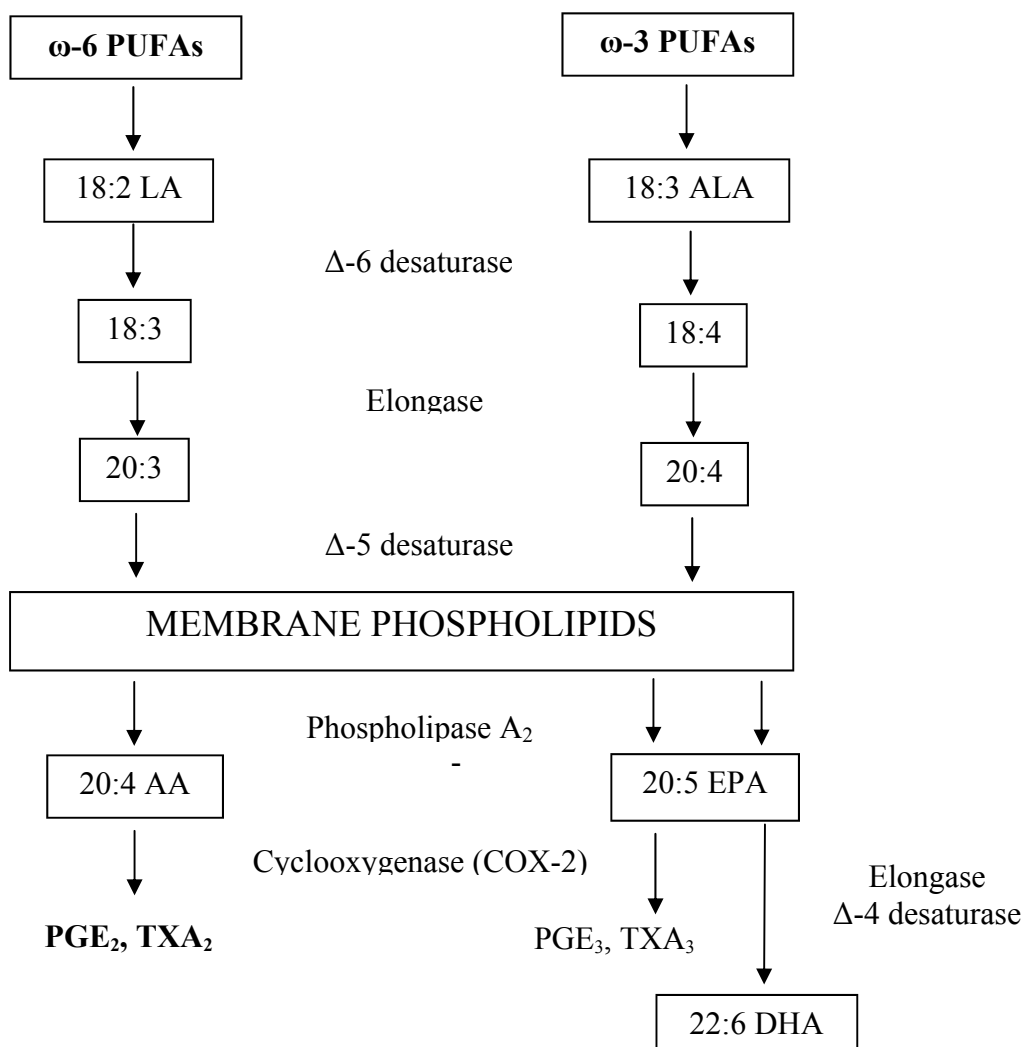 ω-6 PUFAs
ω-3 PUFAs
18:2 LA
18:3 ALA
Δ-6 desaturase
18:3
18:4
Elongase
20:3
20:4
Δ-5 desaturase
MEMBRANE PHOSPHOLIPIDS
Phospholipase A₂
-
20:4 AA
20:5 EPA
Cyclooxygenase (COX-2)
Elongase
Δ-4 desaturase
PGE₂, TXA₂
PGE₃, TXA₃
22:6 DHA